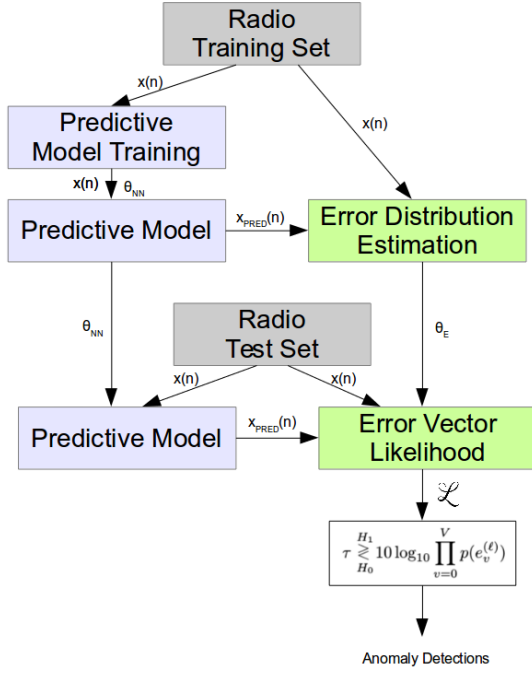 Radio
Training Set
x(n)
x(n)
Predictive
Model Training
x(n)
θNN
Predictive Model
xPRED(n)
Error Distribution
Estimation
θNN
θE
Radio
Test Set
x(n)
x(n)
Predictive Model
xPRED(n)
Error Vector
Likelihood
ℒ
τ ≷ H1 H0 10 log10 ∏ V v=0 p(ev(ℓ))
Anomaly Detections